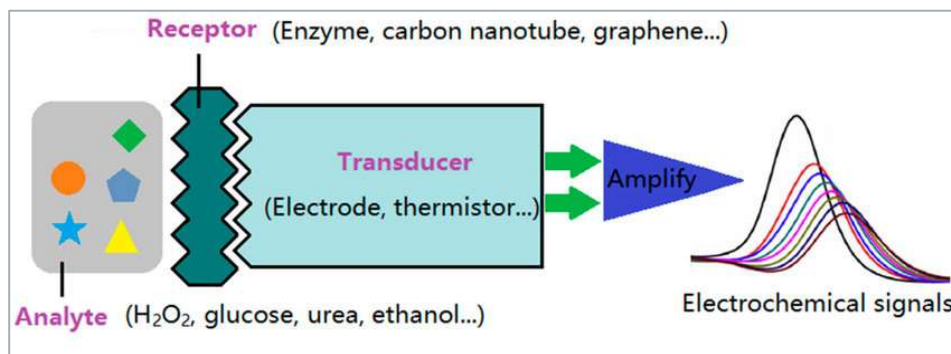 Receptor (Enzyme, carbon nanotube, graphene...)
Transducer
(Electrode, thermistor...)
Amplify
Analyte (H₂O₂, glucose, urea, ethanol...)
Electrochemical signals